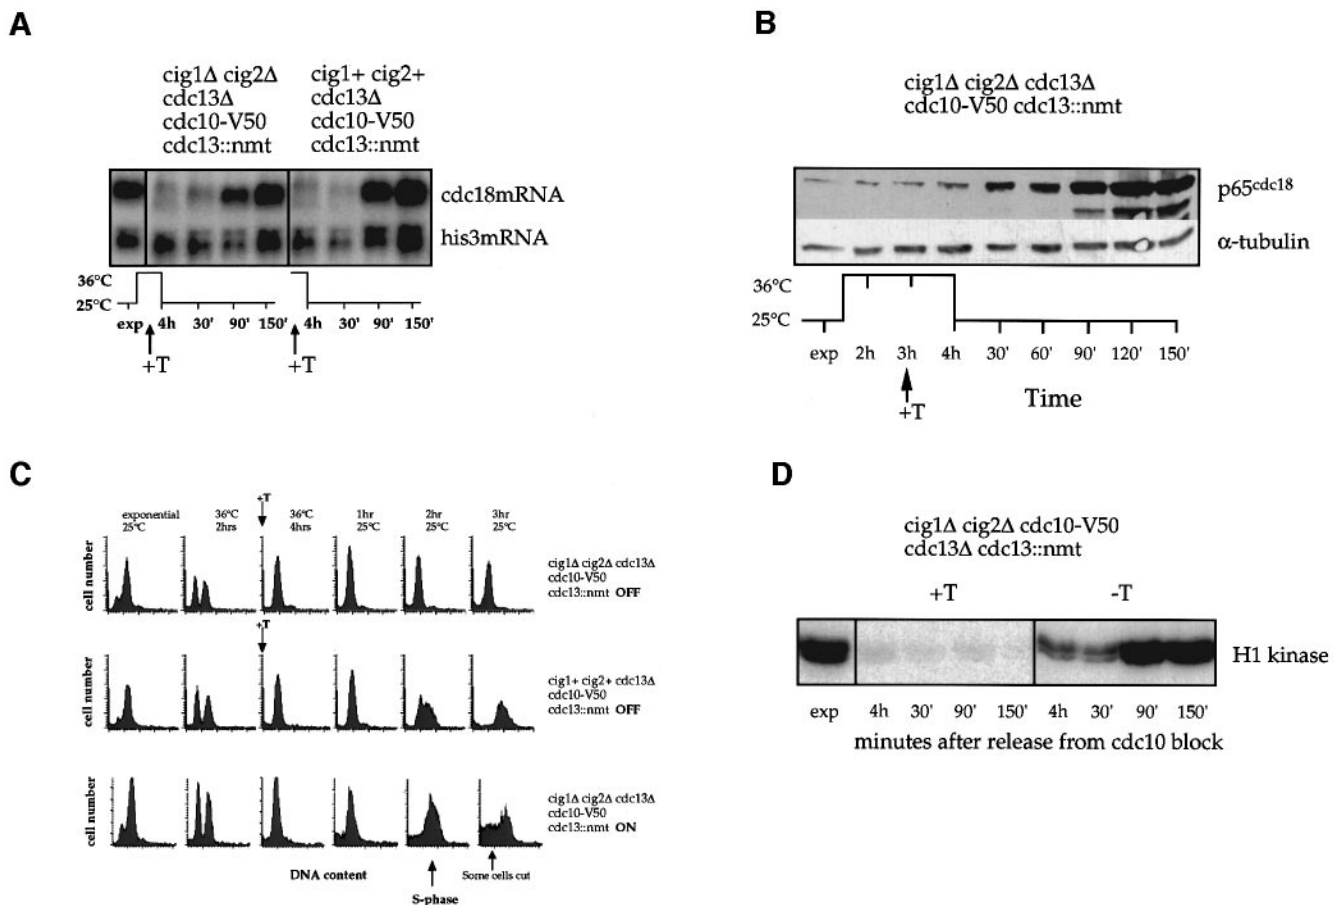 A
cig1Δ cig2Δ
cdc13Δ
cdc10-V50
cdc13::nmt
cig1+ cig2+
cdc13Δ
cdc10-V50
cdc13::nmt
cdc18mRNA
his3mRNA
36°C
25°C
exp 4h 30' 90' 150' 4h 30' 90' 150'
+T +T
B
cig1Δ cig2Δ cdc13Δ
cdc10-V50 cdc13::nmt
p65cdc18
α-tubulin
36°C
25°C
exp 2h 3h 4h 30' 60' 90' 120' 150'
+T
Time
C
+T
exponential
25°C
36°C
2hrs
36°C
4hrs
1hr
25°C
2hr
25°C
3hr
25°C
cell number
cig1Δ cig2Δ cdc13Δ
cdc10-V50
cdc13::nmt OFF
+T
cell number
cig1+ cig2+ cdc13Δ
cdc10-V50
cdc13::nmt OFF
cell number
cig1Δ cig2Δ cdc13Δ
cdc10-V50
cdc13::nmt ON
DNA content
S-phase
Some cells cut
D
cig1Δ cig2Δ cdc10-V50
cdc13Δ cdc13::nmt
+T -T
H1 kinase
exp 4h 30' 90' 150' 4h 30' 90' 150'
minutes after release from cdc10 block